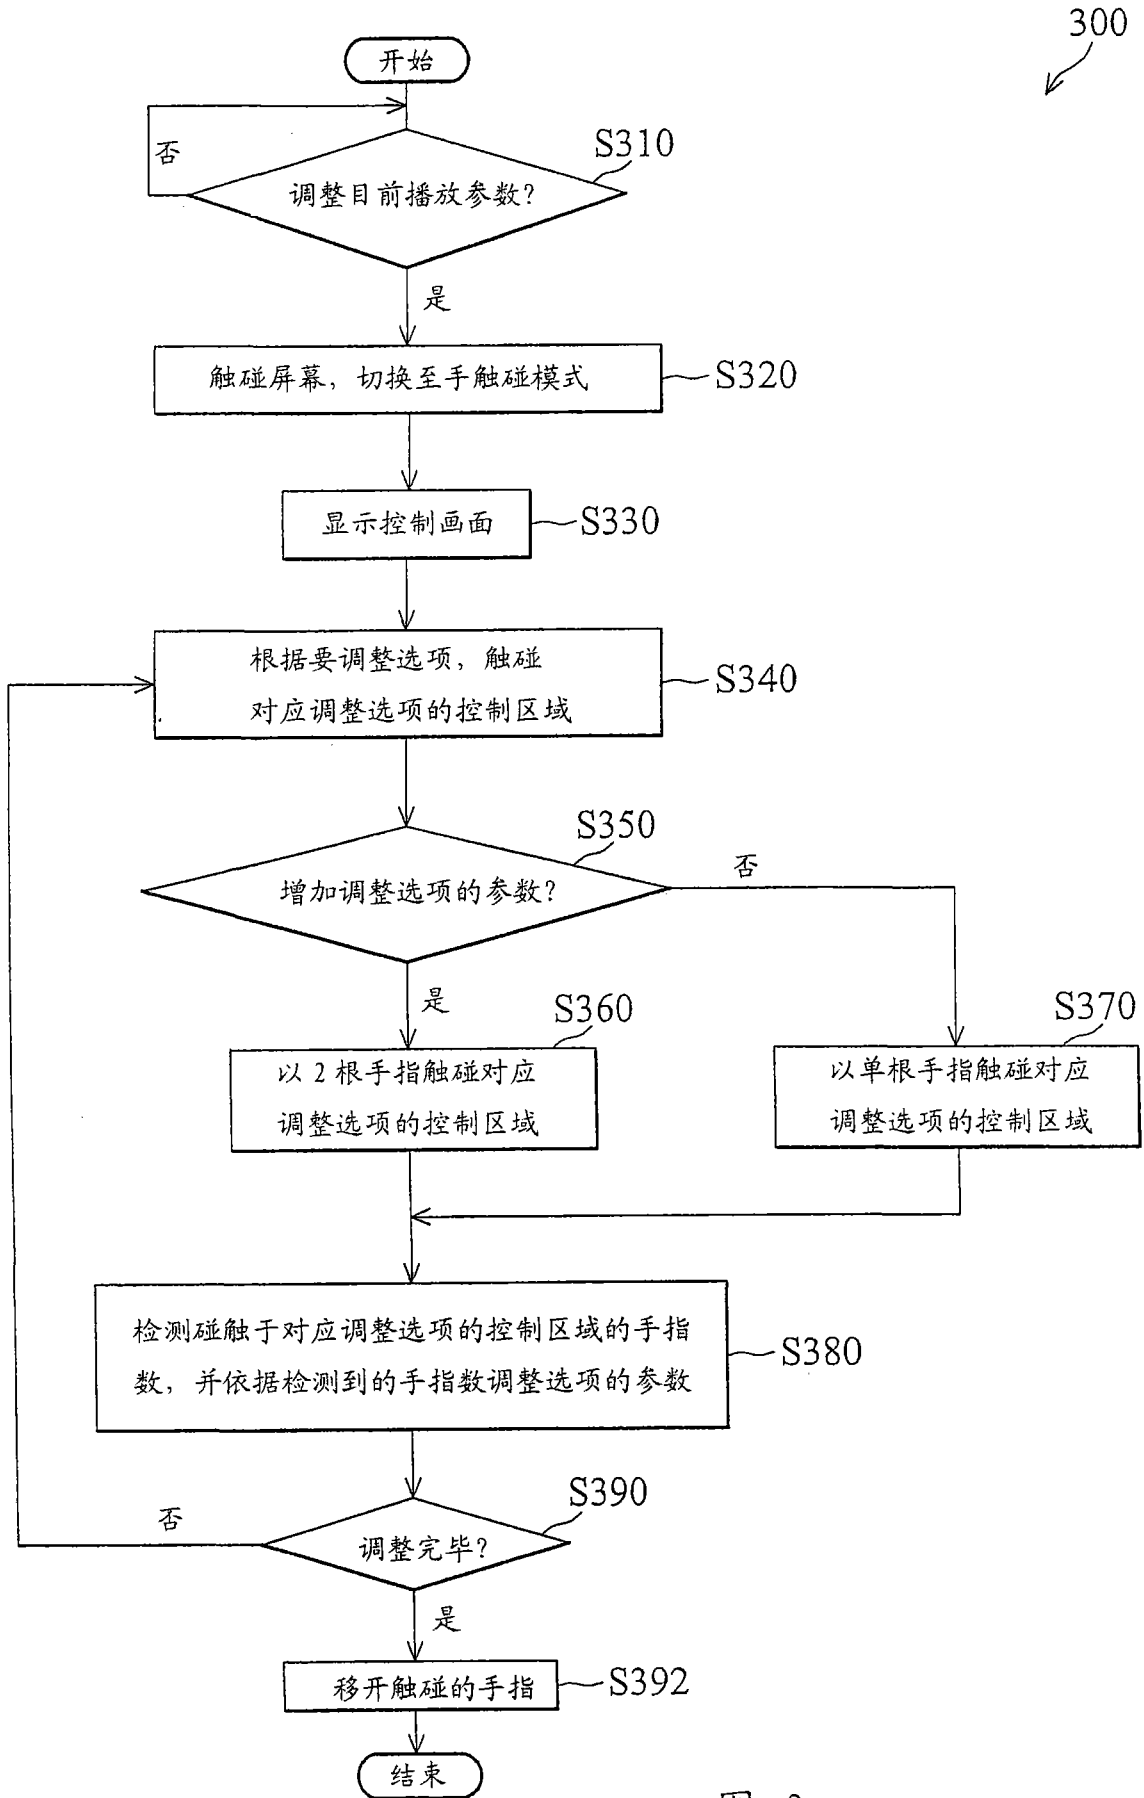 300
开始
否
S310
调整目前播放参数?
是
触碰屏幕，切换至手触碰模式
S320
显示控制画面
S330
根据要调整选项，触碰
对应调整选项的控制区域
S340
S350
增加调整选项的参数?
否
是
S360
以2根手指触碰对应
调整选项的控制区域
S370
以单根手指触碰对应
调整选项的控制区域
检测碰触于对应调整选项的控制区域的手指
数，并依据检测到的手指数调整选项的参数
S380
S390
否
调整完毕?
是
移开触碰的手指
S392
结束